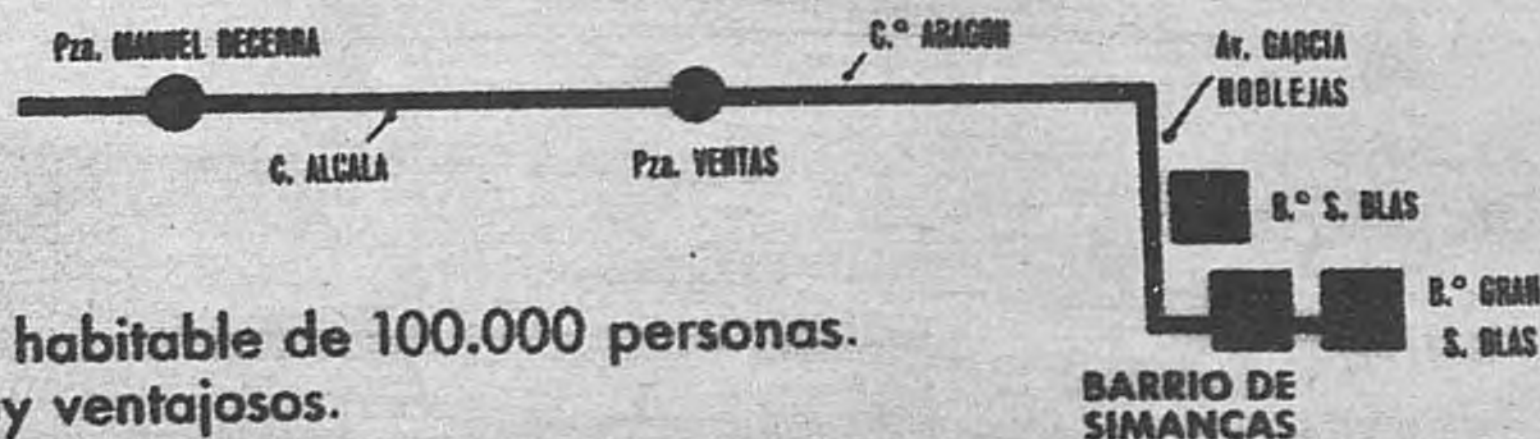 Pza. MANUEL BECERRA
C.º ARAGON
Av. GARCIA
NOBLEJAS
C. ALCALA
Pza. VENTAS
B.º S. BLAS
B.º GRAN
S. BLAS
habitable de 100.000 personas.
y ventajosos.
BARRIO DE
SIMANCAS